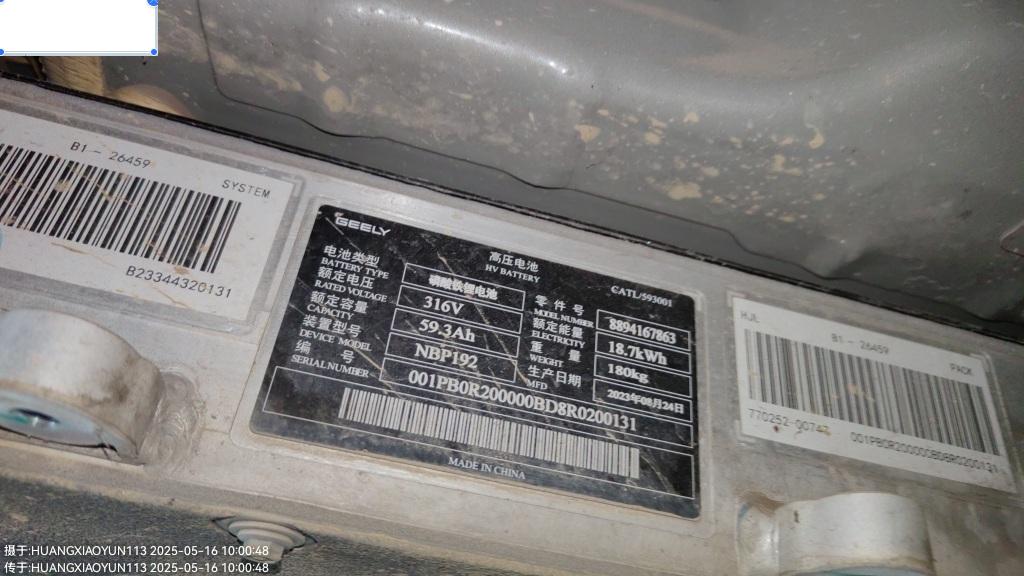 B1-26459
SYSTEM
B23344320131
GEELY
高压电池
HV BATTERY
CATL/593001
电池类型 磷酸铁锂电池
BATTERY TYPE
额定电压 316V
RATED VOLTAGE
额定容量 59.3Ah
CAPACITY
装置型号 NBP192
DEVICE MODEL
零件号 8894167863
MODEL NUMBER
额定能量 18.7kWh
ELECTRICITY
重量 180kg
WEIGHT
生产日期 2023年08月24日
MFD
编号 001PB0R200000BD8R0200131
SERIAL NUMBER
MADE IN CHINA
HJL
B1-26459
PACK
001PB0R200000BD8R0200131
摄于:HUANGXIAOYUN113 2025-05-16 10:00:48
传于:HUANGXIAOYUN113 2025-05-16 10:00:48